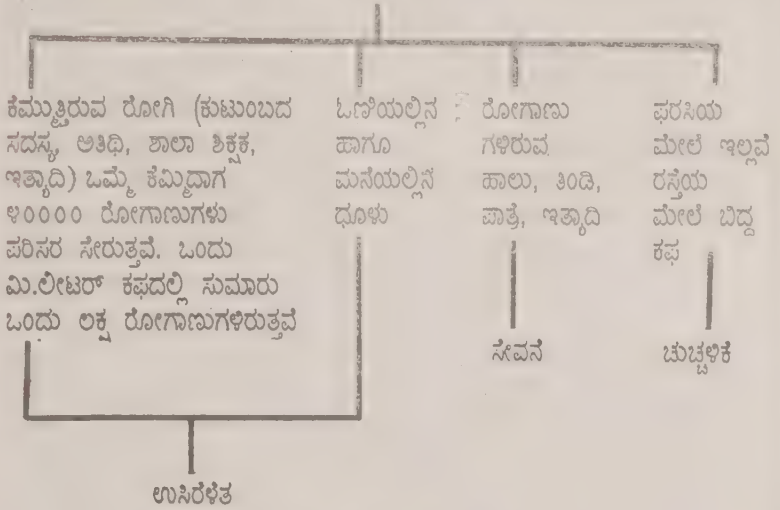 ಕೆಮ್ಮುತ್ತಿರುವ ರೋಗಿ (ಕುಟುಂಬದ
ಸದಸ್ಯ, ಅತಿಥಿ, ಶಾಲಾ ಶಿಕ್ಷಕ,
ಇತ್ಯಾದಿ) ಒಮ್ಮೆ ಕೆಮ್ಮಿದಾಗ
೪೦೦೦೦ ರೋಗಾಣುಗಳು
ಪರಿಸರ ಸೇರುತ್ತವೆ. ಒಂದು
ಮಿ.ಲೀಟರ್ ಕಫದಲ್ಲಿ ಸುಮಾರು
ಒಂದು ಲಕ್ಷ ರೋಗಾಣುಗಳಿರುತ್ತವೆ
ಓಣಿಯಲ್ಲಿನ
ಹಾಗೂ
ಮನೆಯಲ್ಲಿನ
ಧೂಳು
ರೋಗಾಣು
ಗಳಿರುವ
ಹಾಲು, ತಿಂಡಿ,
ಪಾತ್ರೆ, ಇತ್ಯಾದಿ
ಫರಸಿಯ
ಮೇಲೆ ಇಲ್ಲವೆ
ರಸ್ತೆಯ
ಮೇಲೆ ಬಿದ್ದ
ಕಫ
ಸೇವನೆ
ಚುಚ್ಚಳಿಕೆ
ಉಸಿರೆಳೆತ